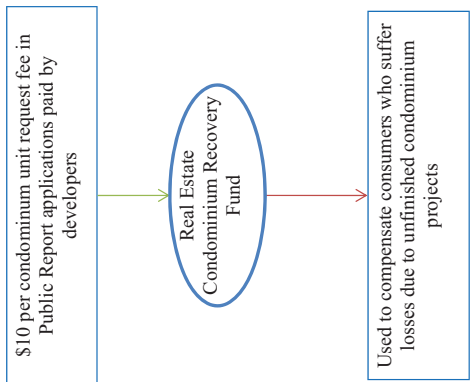 $10 per condominum unit request fee in
Public Report applications paid by
developers
Real Estate
Condominium Recovery
Fund
Used to compensate consumers who suffer
losses due to unfinished condominium
projects